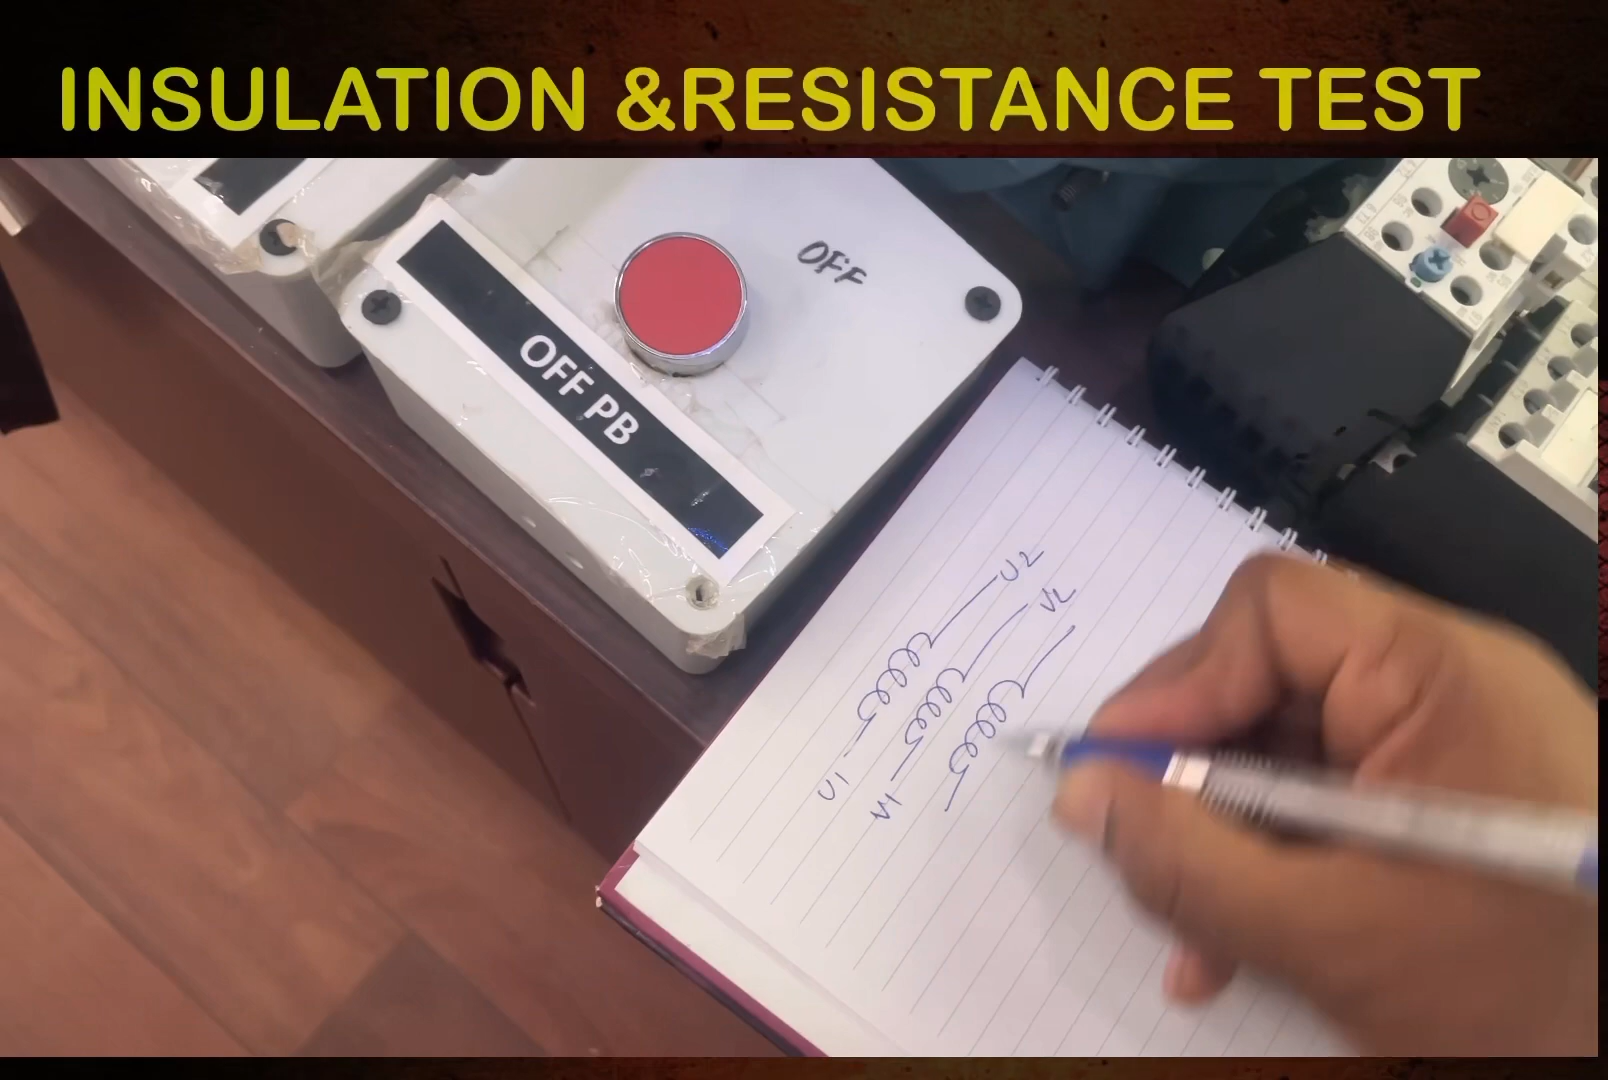 INSULATION &RESISTANCE TEST
OFF
OFF PB
U2
V2
U1
V1